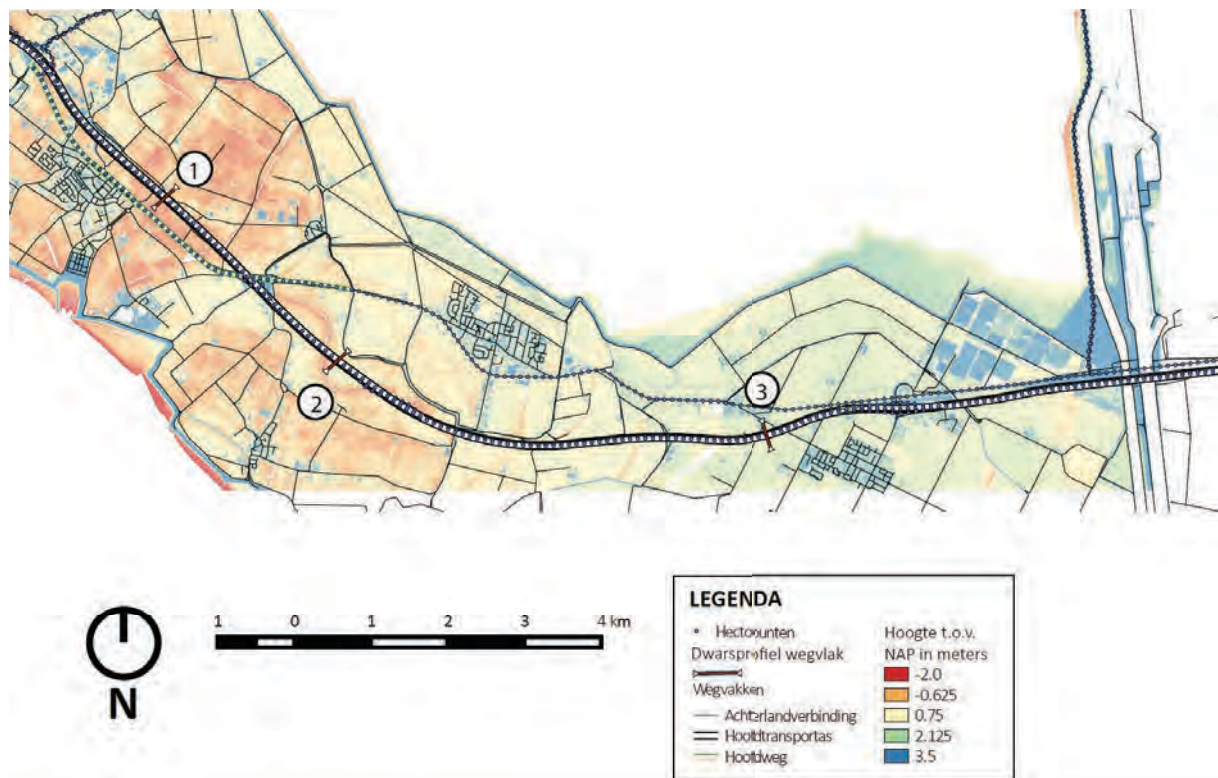 1
2
3
1 0 1 2 3 4 km
N
LEGENDA
Hectopunten
Dwarsprofiel wegvlak
Wegvakken
Achterlandverbinding
Hoofdtransportas
Hoofdweg
Hoogte t.o.v.
NAP in meters
-2.0
-0.625
0.75
2.125
3.5